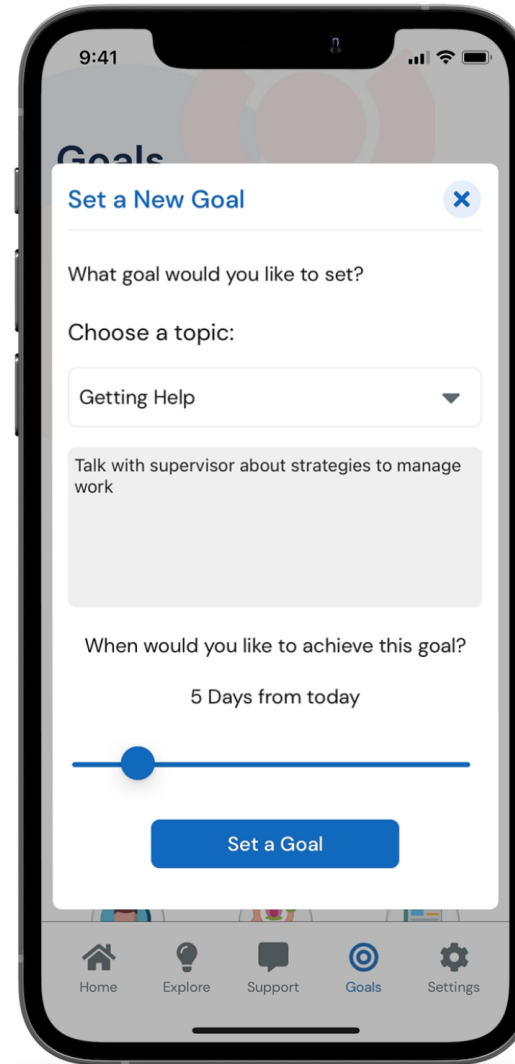 9:41
Goals
Set a New Goal
What goal would you like to set?
Choose a topic:
Getting Help
Talk with supervisor about strategies to manage
work
When would you like to achieve this goal?
5 Days from today
Set a Goal
Home Explore Support Goals Settings